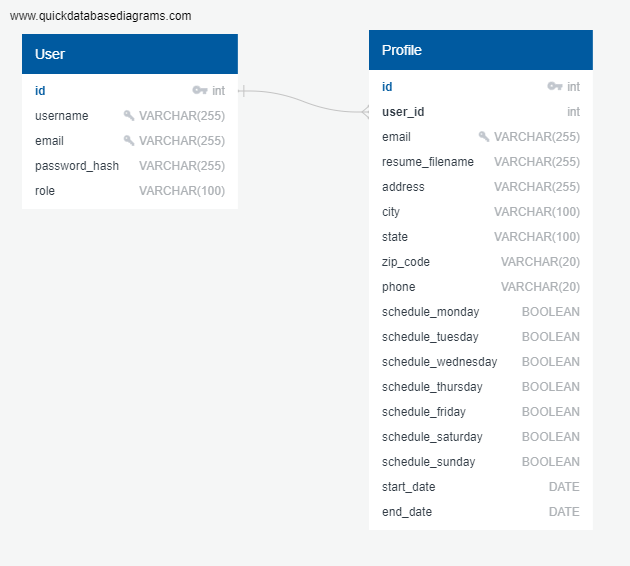 www.quickdatabasediagrams.com
User
id int
username VARCHAR(255)
email VARCHAR(255)
password_hash VARCHAR(255)
role VARCHAR(100)
Profile
id int
user_id int
email VARCHAR(255)
resume_filename VARCHAR(255)
address VARCHAR(255)
city VARCHAR(100)
state VARCHAR(100)
zip_code VARCHAR(20)
phone VARCHAR(20)
schedule_monday BOOLEAN
schedule_tuesday BOOLEAN
schedule_wednesday BOOLEAN
schedule_thursday BOOLEAN
schedule_friday BOOLEAN
schedule_saturday BOOLEAN
schedule_sunday BOOLEAN
start_date DATE
end_date DATE